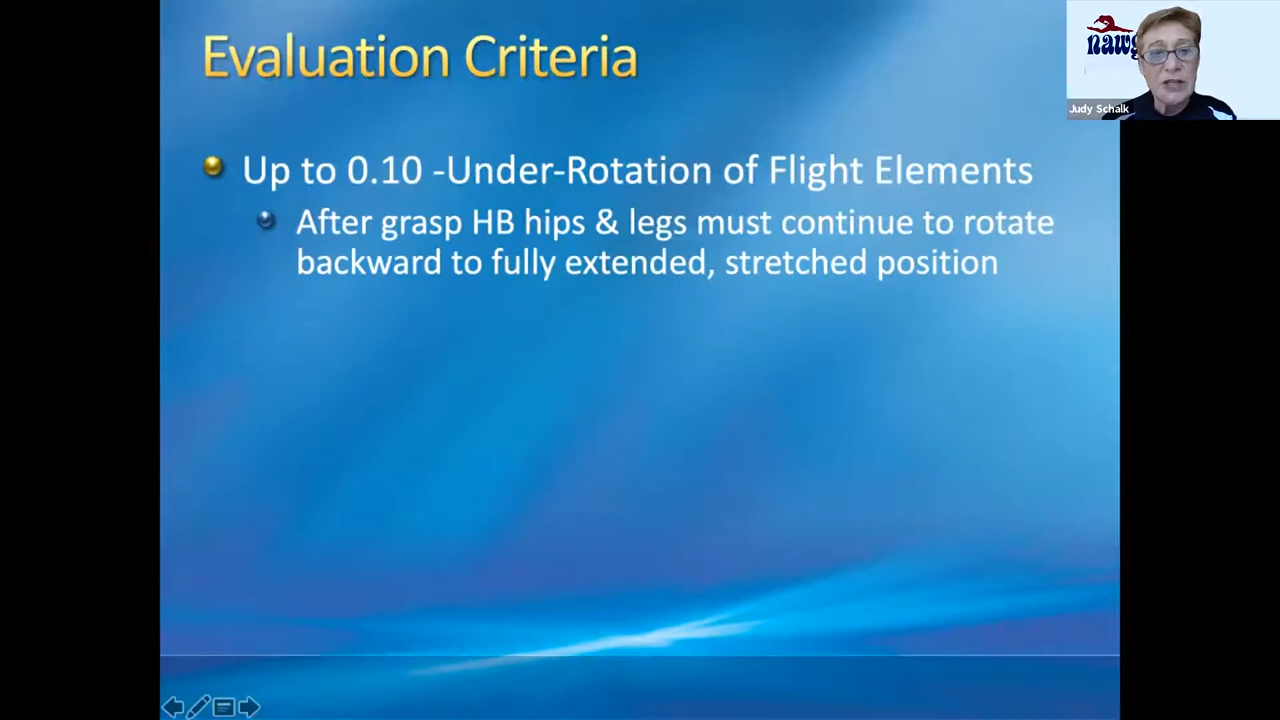 Evaluation Criteria
Up to 0.10 -Under-Rotation of Flight Elements
After grasp HB hips & legs must continue to rotate
backward to fully extended, stretched position
Judy Schalk